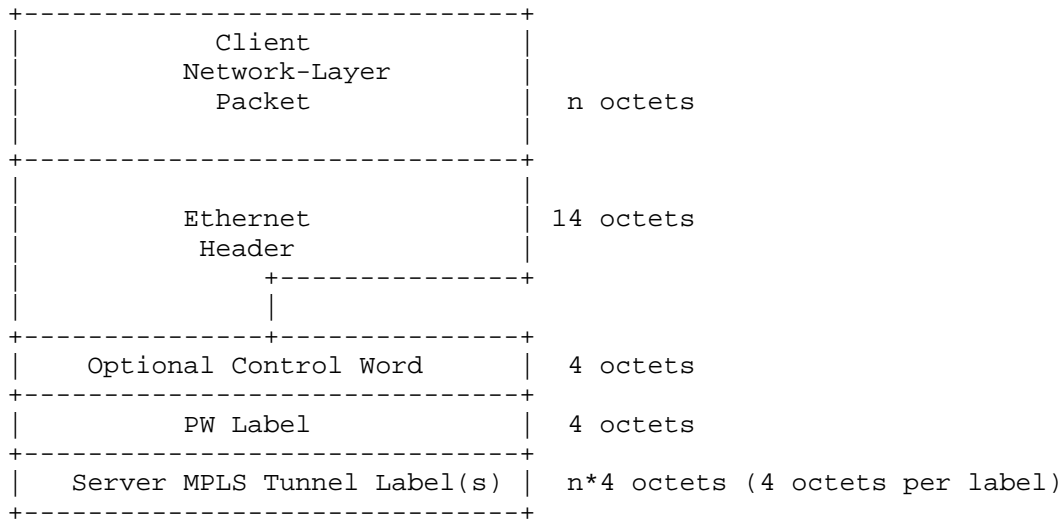 Client
Network-Layer
Packet n octets
Ethernet 14 octets
Header
Optional Control Word 4 octets
PW Label 4 octets
Server MPLS Tunnel Label(s) n*4 octets (4 octets per label)